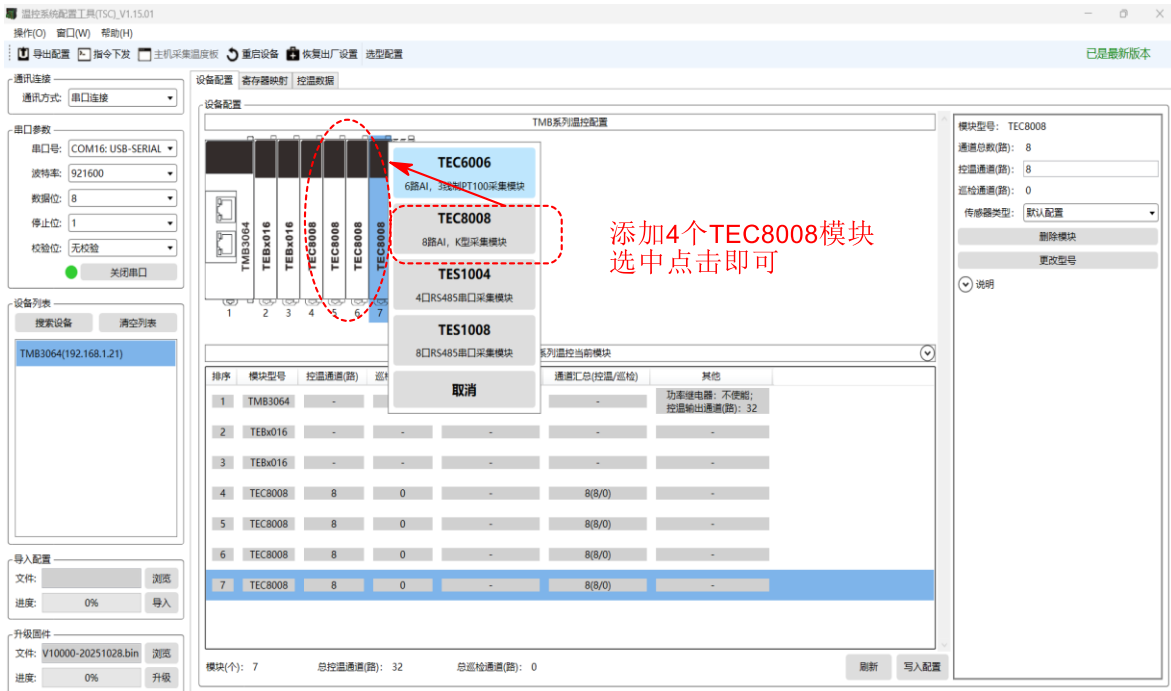 温控系统配置工具(TSC)_V1.15.01
操作(O) 窗口(W) 帮助(H)
导出配置 指令下发 主机采集温度板 重启设备 恢复出厂设置 选型配置 已是最新版本
通讯连接
通讯方式: 串口连接
串口参数
串口号: COM16: USB-SERIAL
波特率: 921600
数据位: 8
停止位: 1
校验位: 无校验
关闭串口
设备列表
搜索设备 清空列表
TMB3064(192.168.1.21)
导入配置
文件: 浏览
进度: 0% 导入
升级固件
文件: V10000-20251028.bin 浏览
进度: 0% 升级
设备配置 寄存器映射 控温数据
设备配置
TMB系列温控配置
TMB3064
TEBx016
TEBx016
TEC8008
TEC8008
TEC8008
TEC8008
1 2 3 4 5 6 7
TEC6006
6路AI，3线制PT100采集模块
TEC8008
8路AI，K型采集模块
TES1004
4口RS485串口采集模块
TES1008
8口RS485串口采集模块
取消
添加4个TEC8008模块
选中点击即可
系列温控当前模块
排序 模块型号 控温通道(路) 巡 通道汇总(控温/巡检) 其他
1 TMB3064 - - 功率继电器：不使能;
控温输出通道(路)：32
2 TEBx016 - - - - -
3 TEBx016 - - - - -
4 TEC8008 8 0 - 8(8/0) -
5 TEC8008 8 0 - 8(8/0) -
6 TEC8008 8 0 - 8(8/0) -
7 TEC8008 8 0 - 8(8/0) -
模块(个): 7 总控温通道(路): 32 总巡检通道(路): 0 刷新 写入配置
模块型号: TEC8008
通道总数(路): 8
控温通道(路): 8
巡检通道(路): 0
传感器类型: 默认配置
删除模块
更改型号
说明